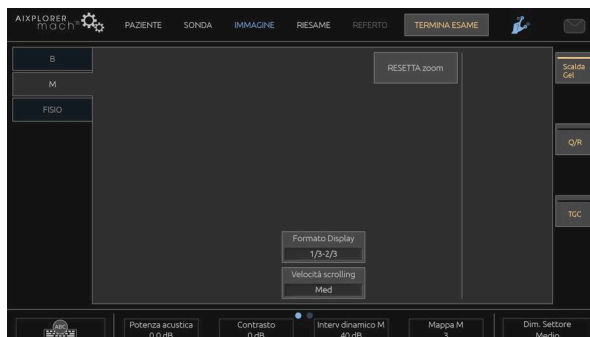 AIXPLORER
mach
PAZIENTE SONDA IMMAGINE RIESAME REFERTO TERMINA ESAME
B
M
FISIO
RESETTA zoom
Scalda
Gel
Q/R
TGC
Formato Display
1/3-2/3
Velocità scrolling
Med
ABC
Potenza acustica
0.0 dB
Contrasto
0 dB
Interv dinamico M
40 dB
Mappa M
3
Dim. Settore
Medio